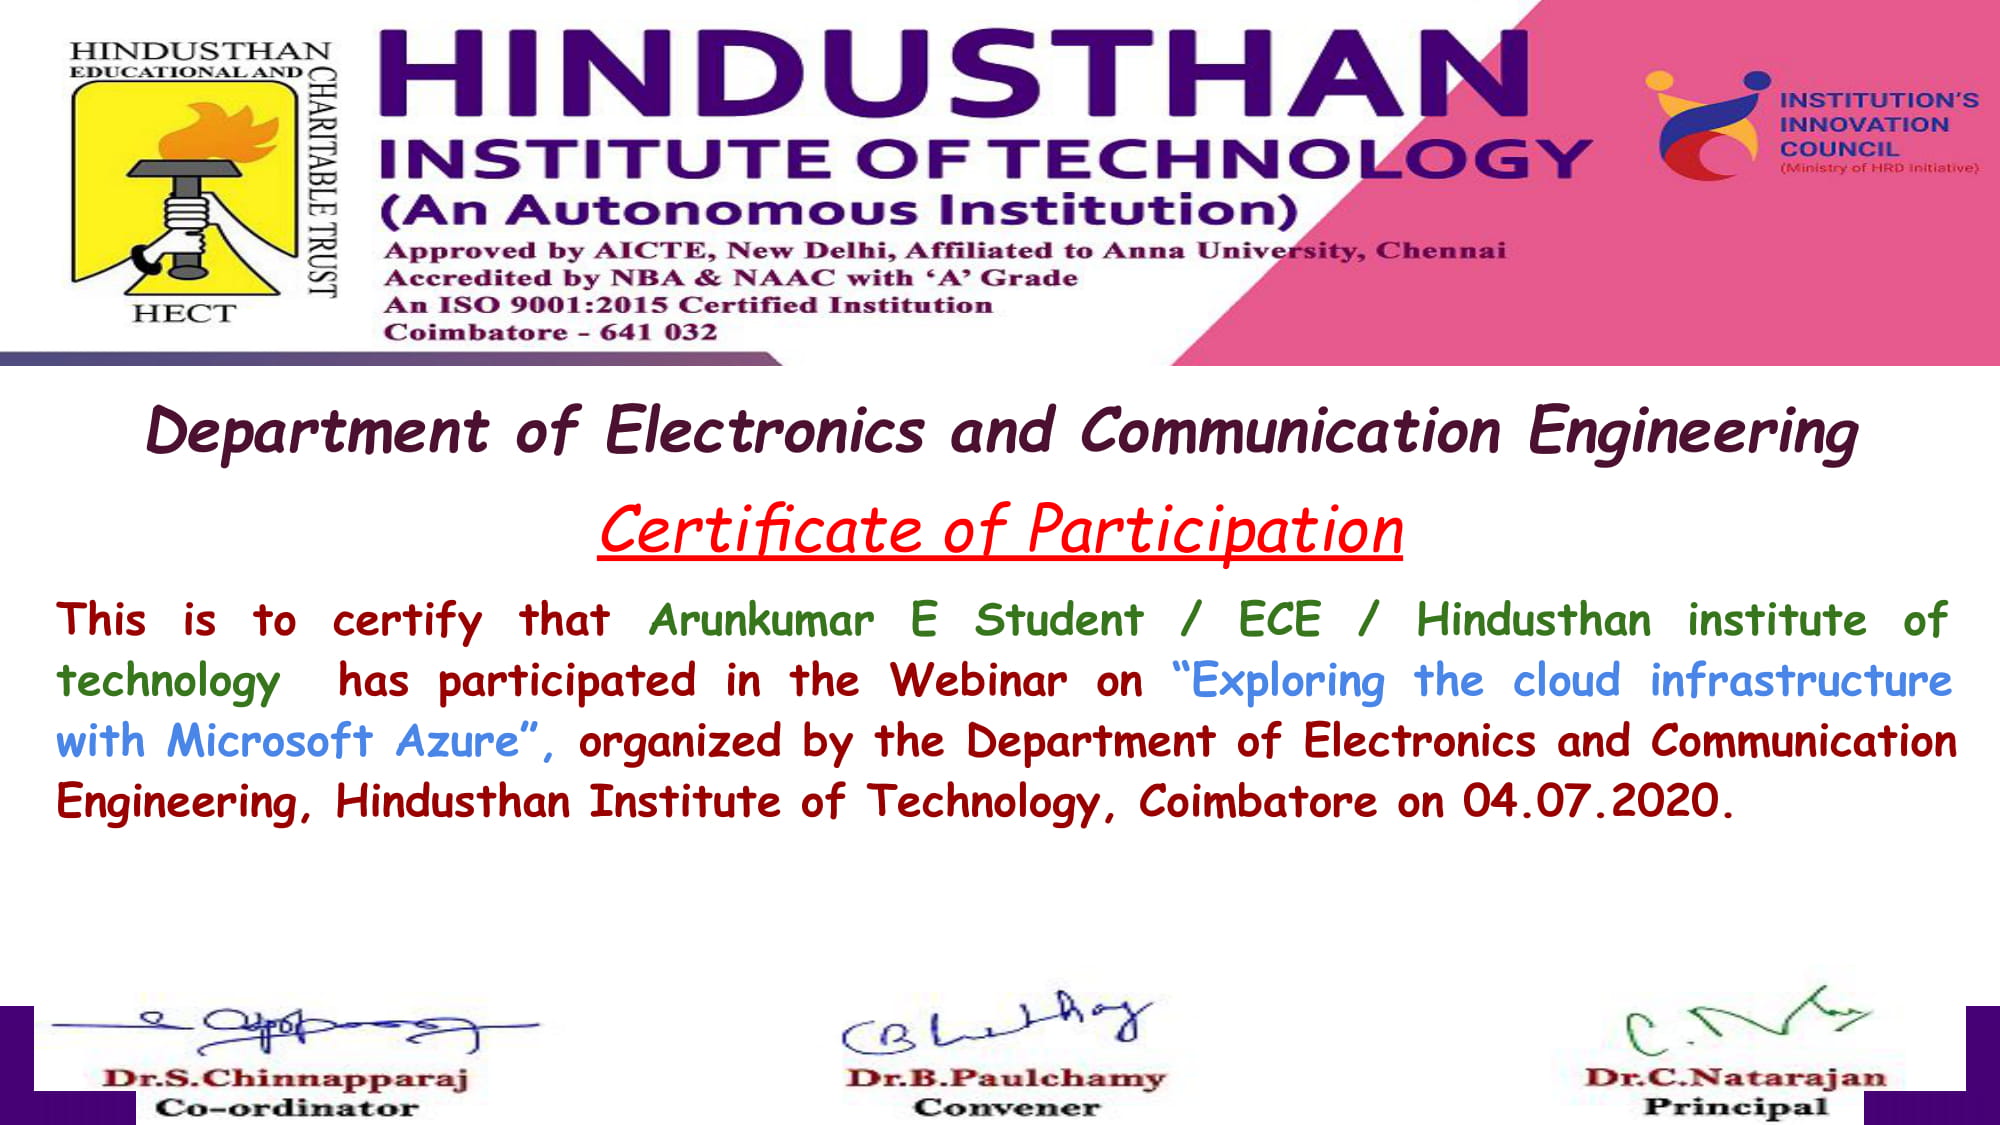 HINDUSTHAN
EDUCATIONAL AND
CHARITABLE TRUST
HECT
HINDUSTHAN
INSTITUTE OF TECHNOLOGY
(An Autonomous Institution)
Approved by AICTE, New Delhi, Affiliated to Anna University, Chennai
Accredited by NBA & NAAC with ‘A’ Grade
An ISO 9001:2015 Certified Institution
Coimbatore - 641 032
INSTITUTION'S
INNOVATION
COUNCIL
(Ministry of HRD Initiative)
Department of Electronics and Communication Engineering
Certificate of Participation
This is to certify that Arunkumar E Student / ECE / Hindusthan institute of
technology has participated in the Webinar on “Exploring the cloud infrastructure
with Microsoft Azure”, organized by the Department of Electronics and Communication
Engineering, Hindusthan Institute of Technology, Coimbatore on 04.07.2020.
Dr.S.Chinnapparaj
Co-ordinator
Dr.B.Paulchamy
Convener
Dr.C.Natarajan
Principal